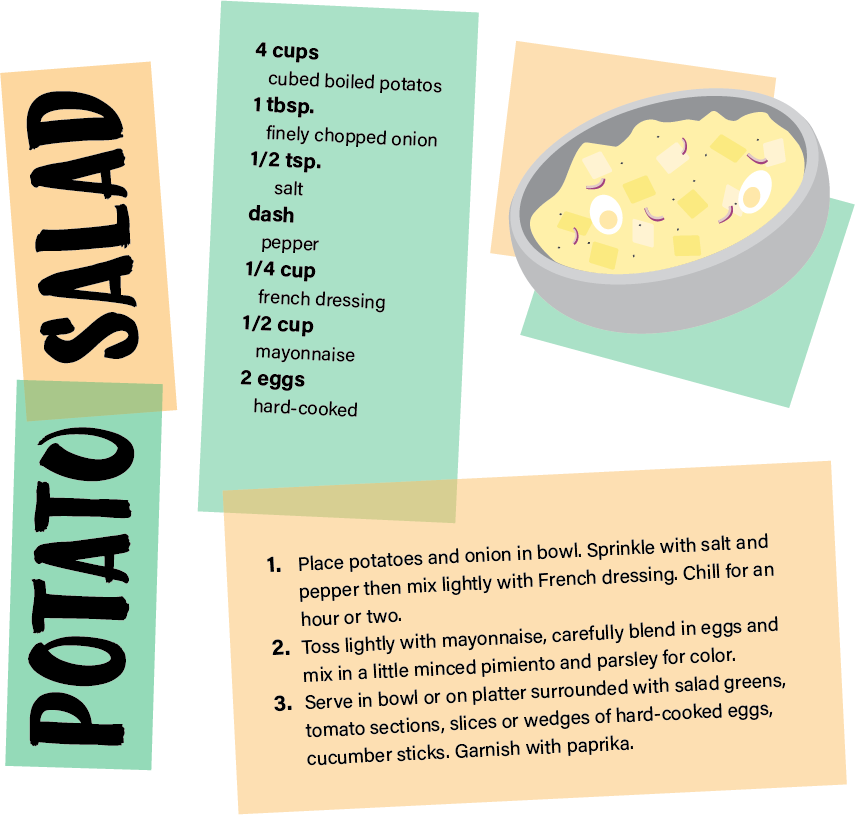 POTATO SALAD
4 cups
cubed boiled potatos
1 tbsp.
finely chopped onion
1/2 tsp.
salt
dash
pepper
1/4 cup
french dressing
1/2 cup
mayonnaise
2 eggs
hard-cooked
1. Place potatoes and onion in bowl. Sprinkle with salt and
pepper then mix lightly with French dressing. Chill for an
hour or two.
2. Toss lightly with mayonnaise, carefully blend in eggs and
mix in a little minced pimiento and parsley for color.
3. Serve in bowl or on platter surrounded with salad greens,
tomato sections, slices or wedges of hard-cooked eggs,
cucumber sticks. Garnish with paprika.